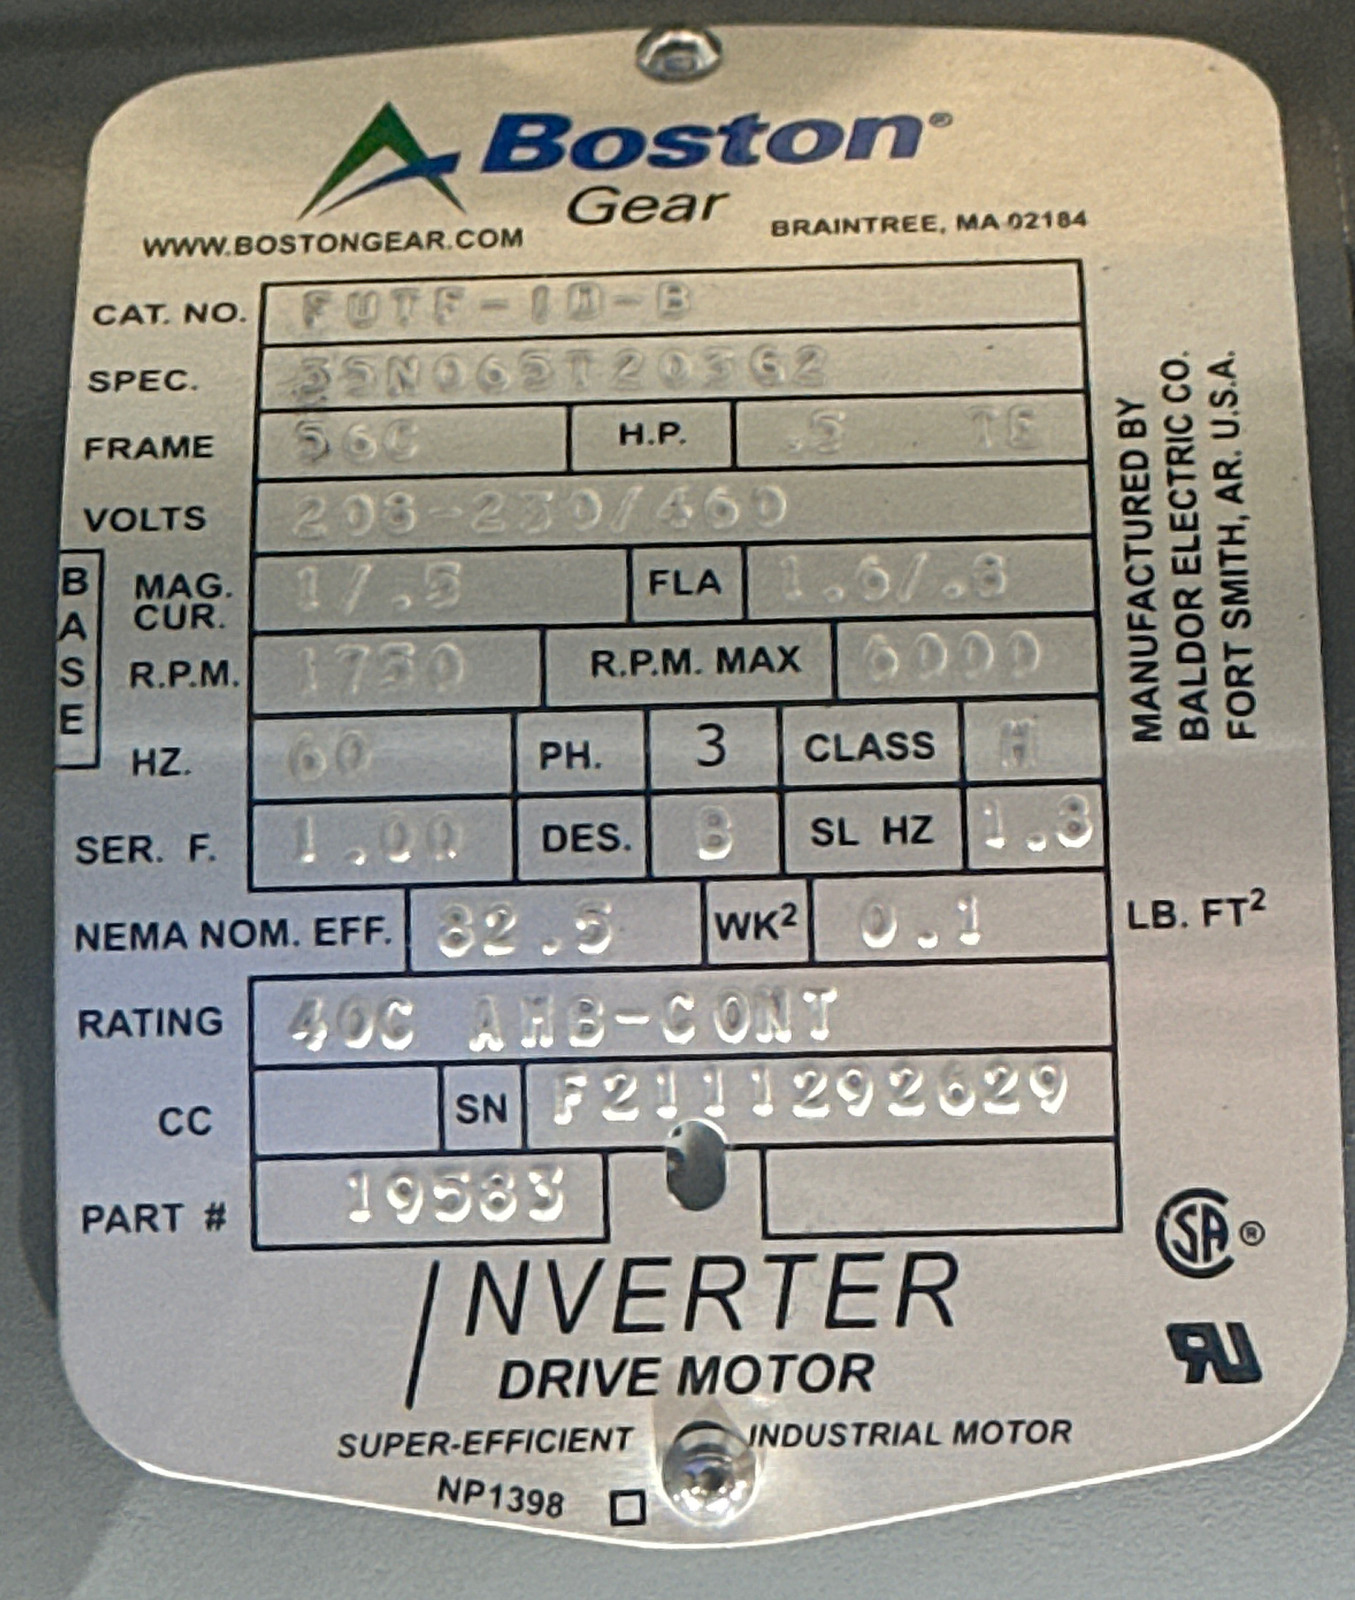 Boston®
Gear
WWW.BOSTONGEAR.COM BRAINTREE, MA 02184
CAT. NO. FUTF-1D-B
SPEC. 35N065T20362
FRAME 56C H.P. .5 TE
VOLTS 208-230/460
BASE
MAG. CUR. 1/.5 FLA 1.6/.8
R.P.M. 1750 R.P.M. MAX 6000
HZ. 60 PH. 3 CLASS H
SER. F. 1.00 DES. B SL HZ 1.8
NEMA NOM. EFF. 82.5 WK² 0.1 LB. FT²
RATING 40C AMB-CONT
CC SN F2111292629
PART # 19583
MANUFACTURED BY
BALDOR ELECTRIC CO.
FORT SMITH, AR. U.S.A.
INVERTER
DRIVE MOTOR
SUPER-EFFICIENT INDUSTRIAL MOTOR
NP1398
SA®
RU